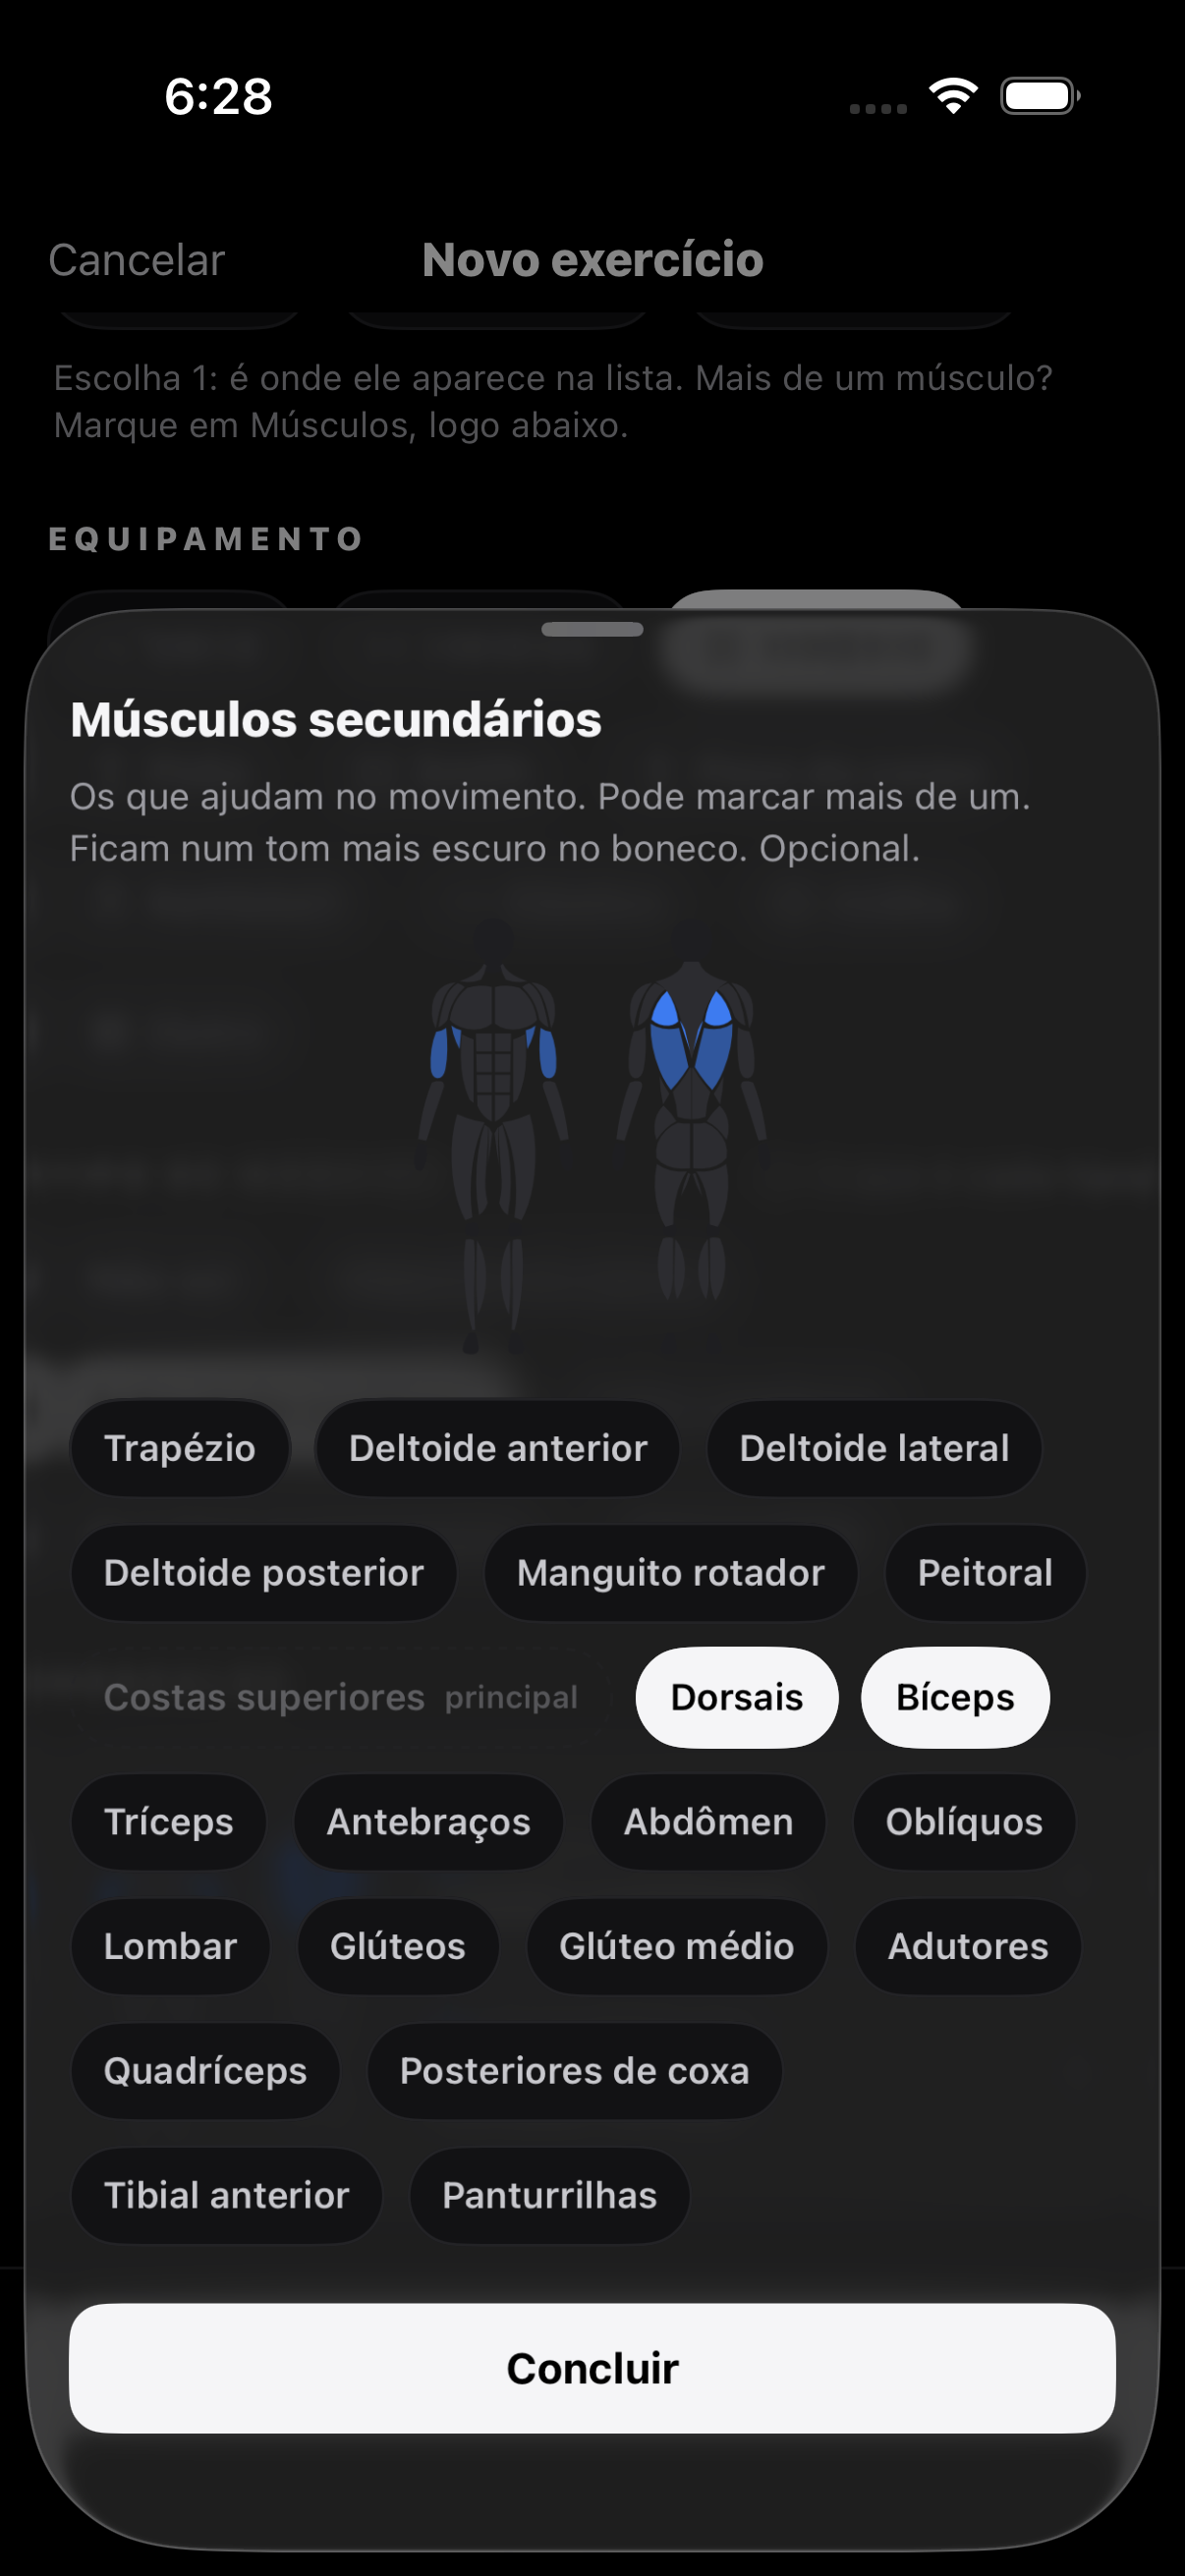 6:28
Cancelar
Novo exercício
Escolha 1: é onde ele aparece na lista. Mais de um músculo?
Marque em Músculos, logo abaixo.
EQUIPAMENTO
Músculos secundários
Os que ajudam no movimento. Pode marcar mais de um.
Ficam num tom mais escuro no boneco. Opcional.
Trapézio
Deltoide anterior
Deltoide lateral
Deltoide posterior
Manguito rotador
Peitoral
Costas superiores principal
Dorsais
Bíceps
Tríceps
Antebraços
Abdômen
Oblíquos
Lombar
Glúteos
Glúteo médio
Adutores
Quadríceps
Posteriores de coxa
Tibial anterior
Panturrilhas
Concluir